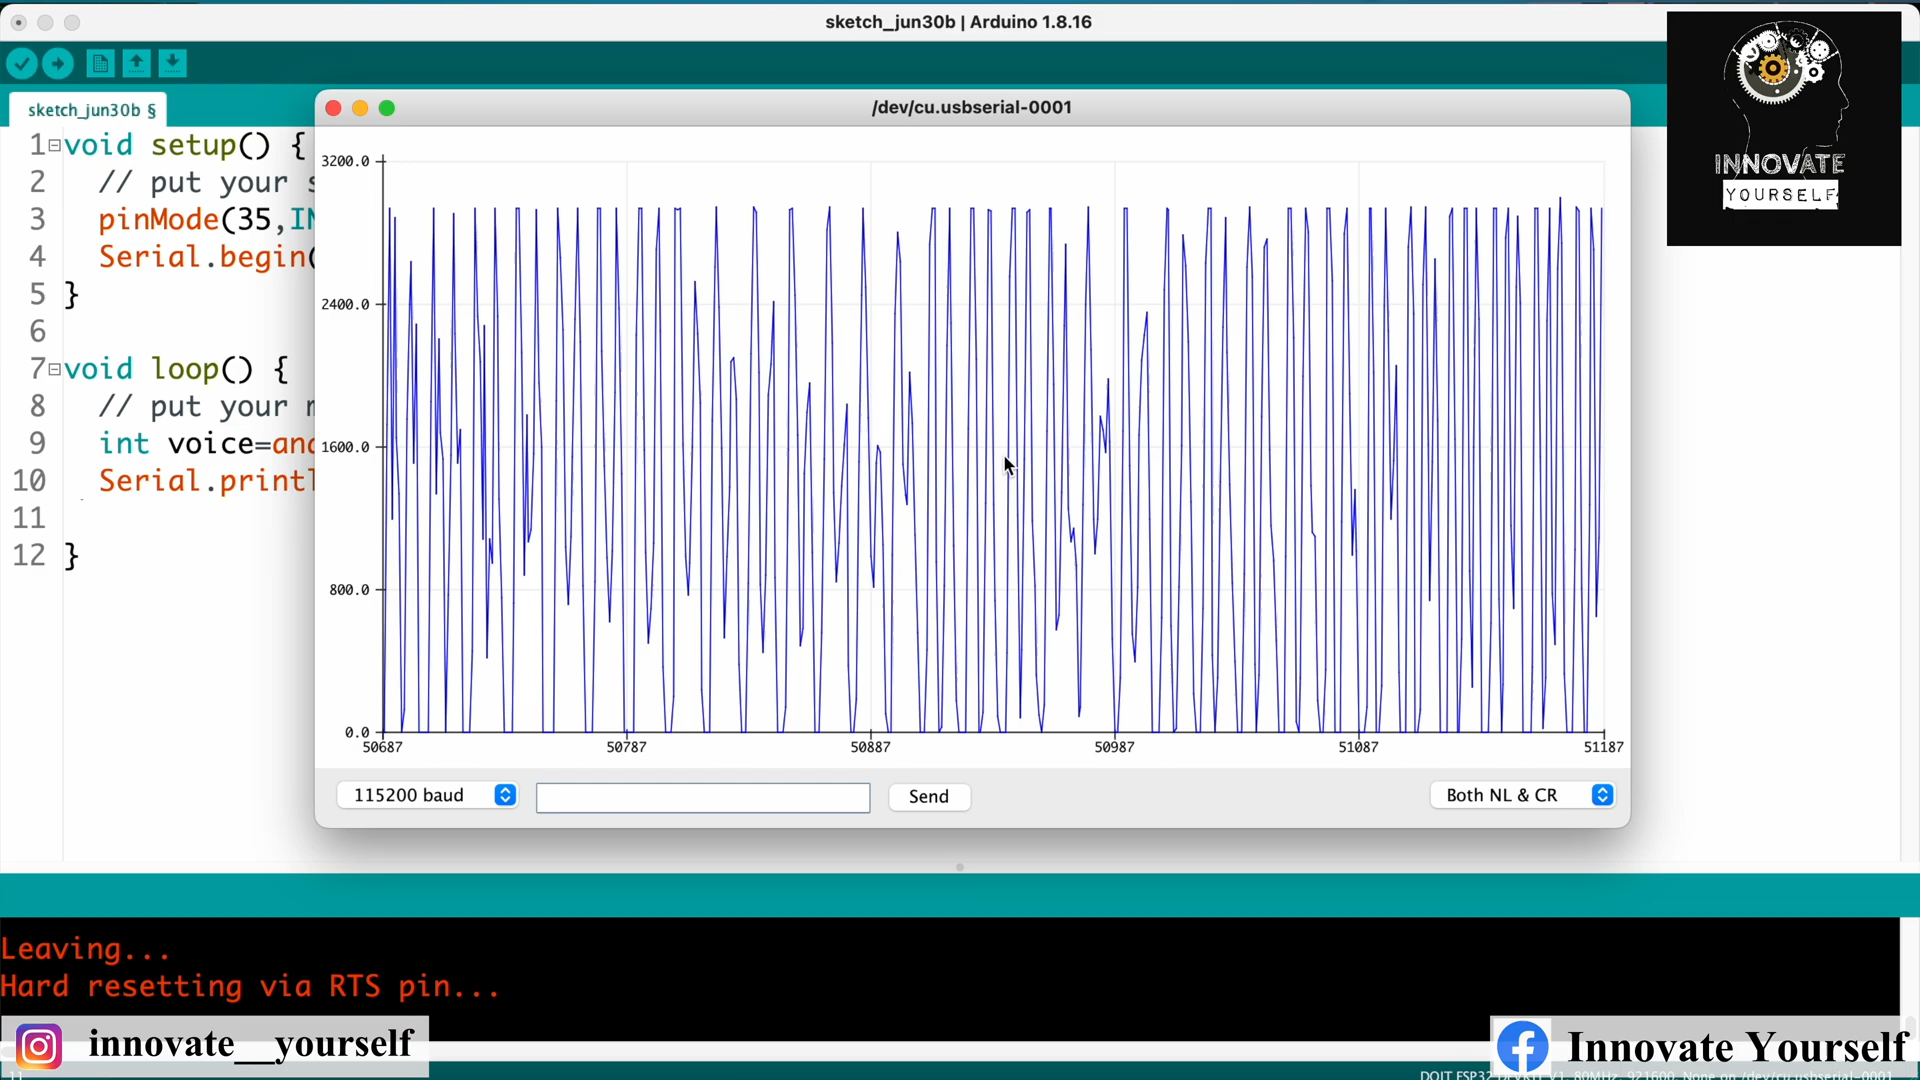 sketch_jun30b | Arduino 1.8.16
sketch_jun30b §
/dev/cu.usbserial-0001
1 void setup() {
2 // put your s
3 pinMode(35,IN
4 Serial.begin(
5 }
6
7 void loop() {
8 // put your m
9 int voice=ana
10 Serial.printl
11
12 }
3200.0
2400.0
1600.0
800.0
0.0
50687 50787 50887 50987 51087 51187
115200 baud
Send
Both NL & CR
INNOVATE
YOURSELF
Leaving...
Hard resetting via RTS pin...
innovate__yourself
Innovate Yourself